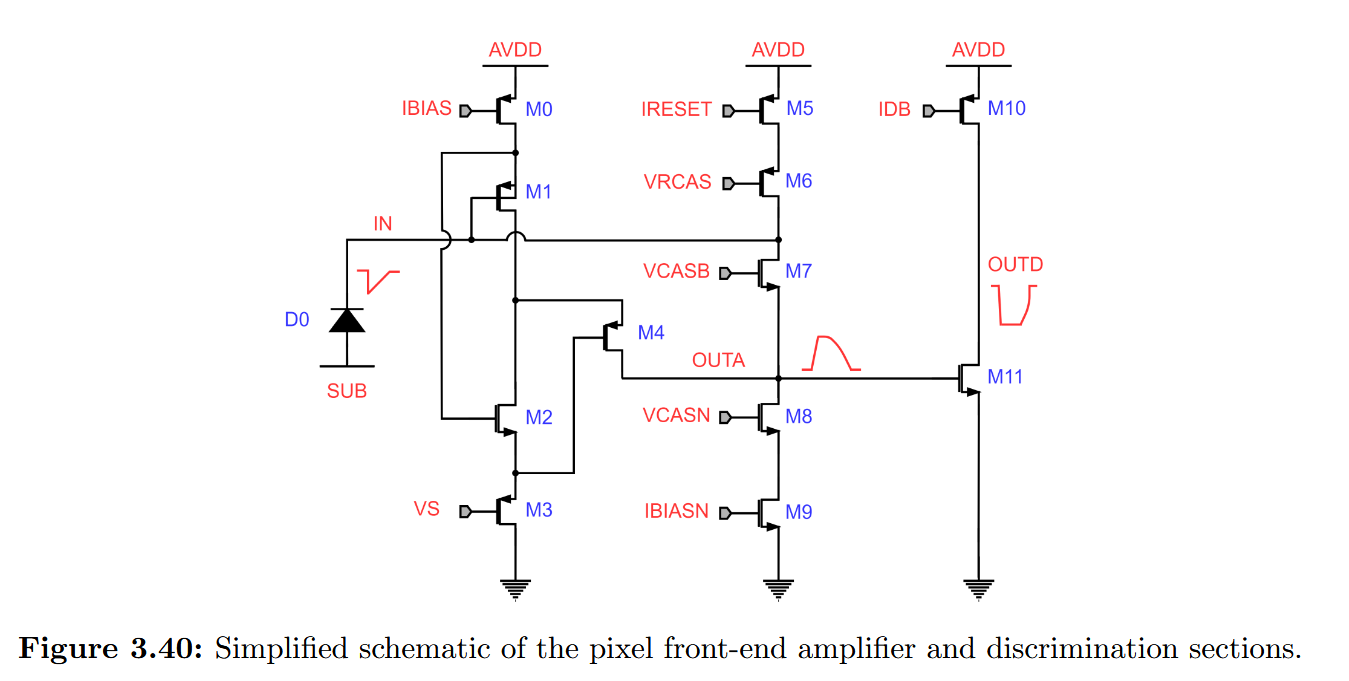 AVDD AVDD AVDD
IBIAS M0 IRESET M5 IDB M10
VRCAS M6
M1
IN
VCASB M7 OUTD
D0 M4
OUTA
M11
SUB
M2 VCASN M8
VS M3 IBIASN M9
Figure 3.40: Simplified schematic of the pixel front-end amplifier and discrimination sections.